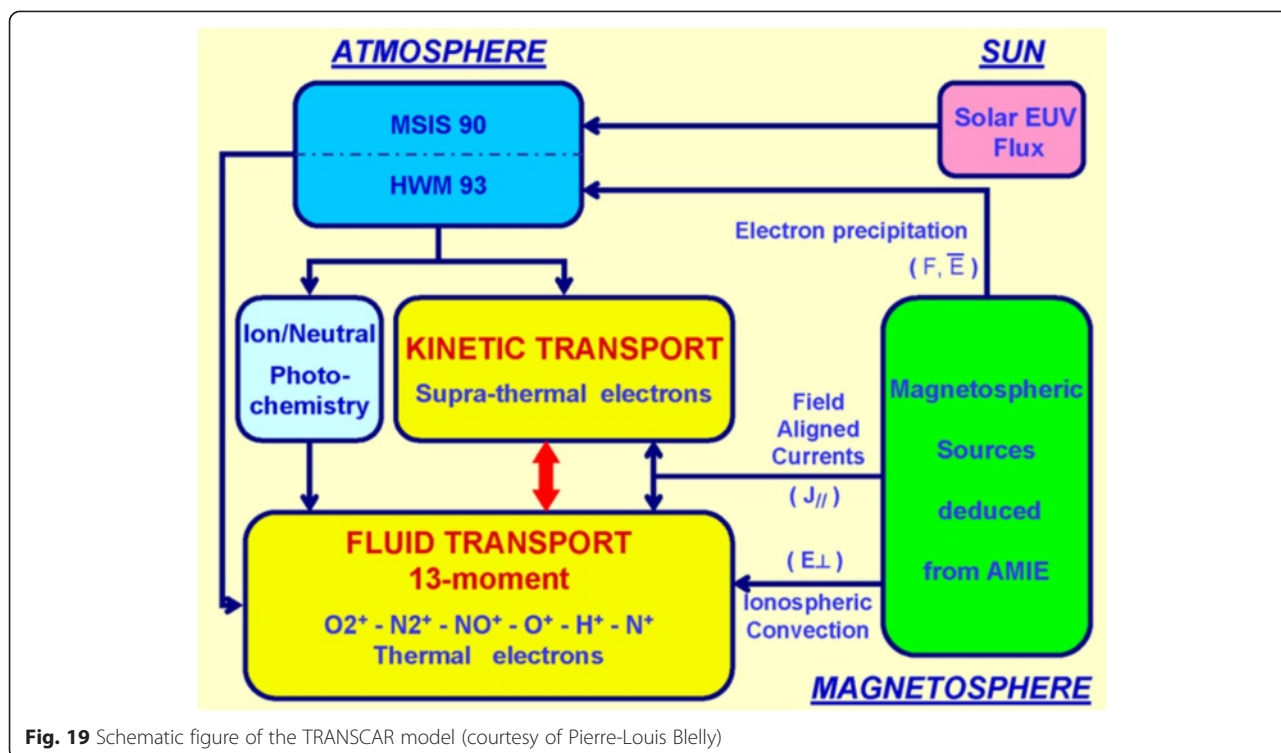 ATMOSPHERE
SUN
MSIS 90
HWM 93
Solar EUV
Flux
Electron precipitation
( F, E̅ )
Ion/Neutral
Photo-
chemistry
KINETIC TRANSPORT
Supra-thermal electrons
Field
Aligned
Currents
( J// )
Magnetospheric
Sources
deduced
from AMIE
FLUID TRANSPORT
13-moment
O2⁺ - N2⁺ - NO⁺ - O⁺ - H⁺ - N⁺
Thermal electrons
( E⊥ )
Ionospheric
Convection
MAGNETOSPHERE
Fig. 19 Schematic figure of the TRANSCAR model (courtesy of Pierre-Louis Blelly)